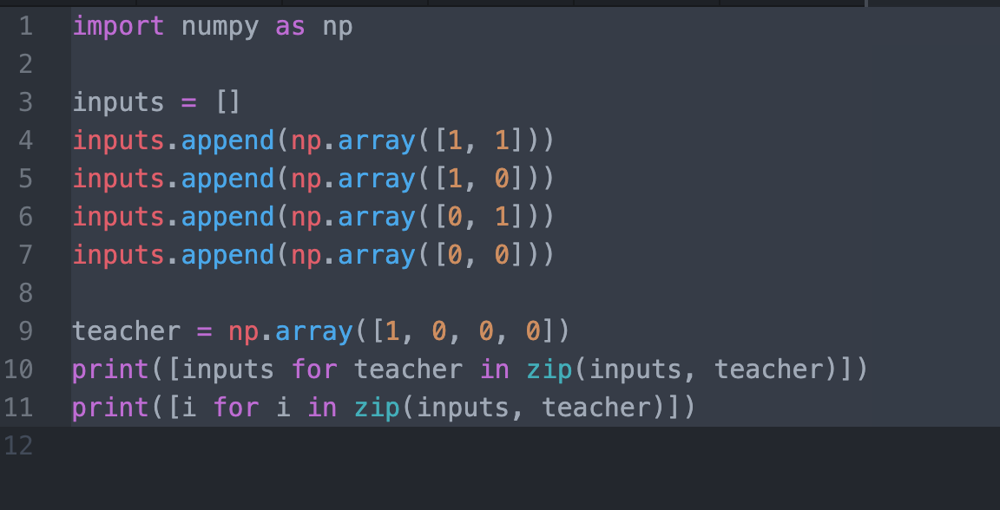 1 import numpy as np
2
3 inputs = []
4 inputs.append(np.array([1, 1]))
5 inputs.append(np.array([1, 0]))
6 inputs.append(np.array([0, 1]))
7 inputs.append(np.array([0, 0]))
8
9 teacher = np.array([1, 0, 0, 0])
10 print([inputs for teacher in zip(inputs, teacher)])
11 print([i for i in zip(inputs, teacher)])
12